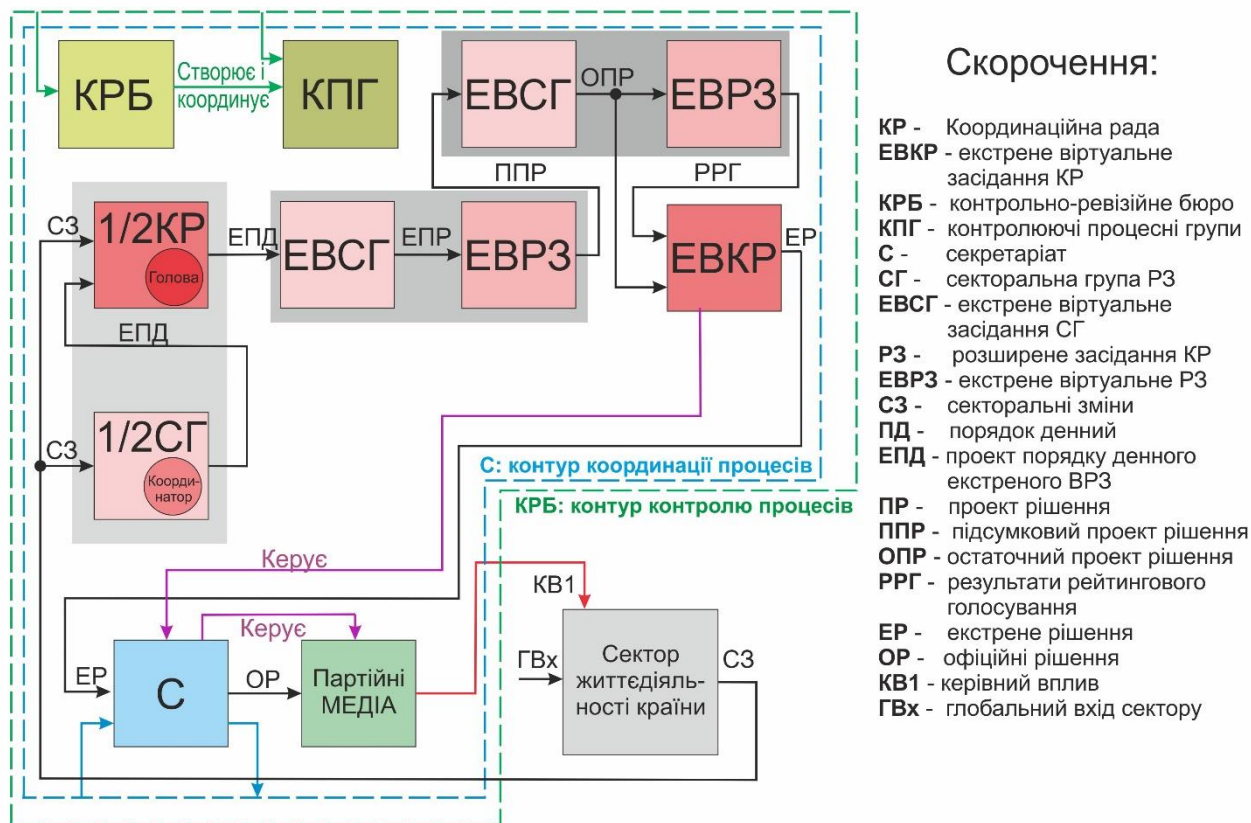 КРБ
Створює і
координує
КПГ
ЕВСГ
ОПР
ЕВРЗ
ППР
РРГ
СЗ
1/2КР
Голова
ЕПД
ЕВСГ
ЕПР
ЕВРЗ
ЕВКР
ЕР
ЕПД
СЗ
1/2СГ
Коорди-
натор
С: контур координації процесів
КРБ: контур контролю процесів
Керує
Керує
КВ1
ЕР
С
ОР
Партійні
МЕДІА
ГВх
Сектор
життєдіяль-
ності країни
СЗ
Скорочення:
КР - Координаційна рада
ЕВКР - екстрене віртуальне
засідання КР
КРБ - контрольно-ревізійне бюро
КПГ - контролюючі процесні групи
С - секретаріат
СГ - секторальна група РЗ
ЕВСГ - екстрене віртуальне
засідання СГ
РЗ - розширене засідання КР
ЕВРЗ - екстрене віртуальне РЗ
СЗ - секторальні зміни
ПД - порядок денний
ЕПД - проект порядку денного
екстреного ВРЗ
ПР - проект рішення
ППР - підсумковий проект рішення
ОПР - остаточний проект рішення
РРГ - результати рейтингового
голосування
ЕР - екстрене рішення
ОР - офіційні рішення
КВ1 - керівний вплив
ГВх - глобальний вхід сектору